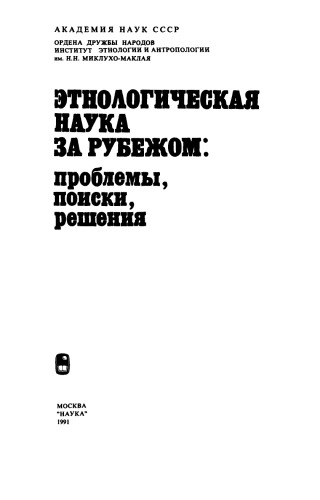 АКАДЕМИЯ НАУК СССР
ОРДЕНА ДРУЖБЫ НАРОДОВ
ИНСТИТУТ ЭТНОЛОГИИ И АНТРОПОЛОГИИ
им. Н.Н. МИКЛУХО-МАКЛАЯ
ЭТНОЛОГИЧЕСКАЯ
НАУКА
ЗА РУБЕЖОМ:
проблемы,
поиски,
решения
МОСКВА
"НАУКА"
1991